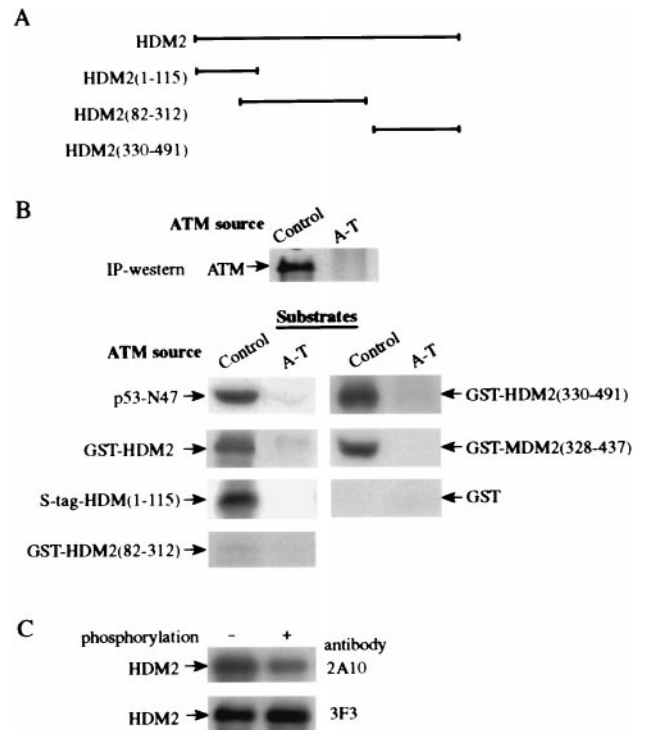 A
HDM2
HDM2(1-115)
HDM2(82-312)
HDM2(330-491)
B
ATM source Control A-T
IP-western ATM
Substrates
ATM source Control A-T Control A-T
p53-N47 GST-HDM2(330-491)
GST-HDM2 GST-MDM2(328-437)
S-tag-HDM(1-115) GST
GST-HDM2(82-312)
C
phosphorylation - + antibody
HDM2 2A10
HDM2 3F3